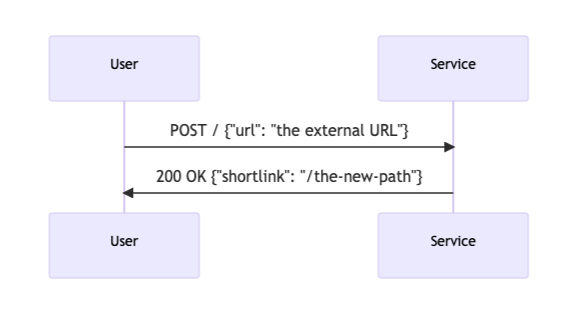 User
Service
POST / {"url": "the external URL"}
200 OK {"shortlink": "/the-new-path"}
User
Service